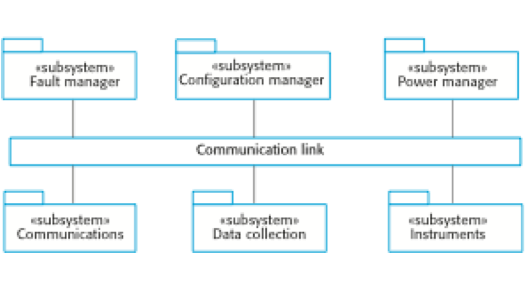 «subsystem»
Fault manager
«subsystem»
Configuration manager
«subsystem»
Power manager
Communication link
«subsystem»
Communications
«subsystem»
Data collection
«subsystem»
Instruments